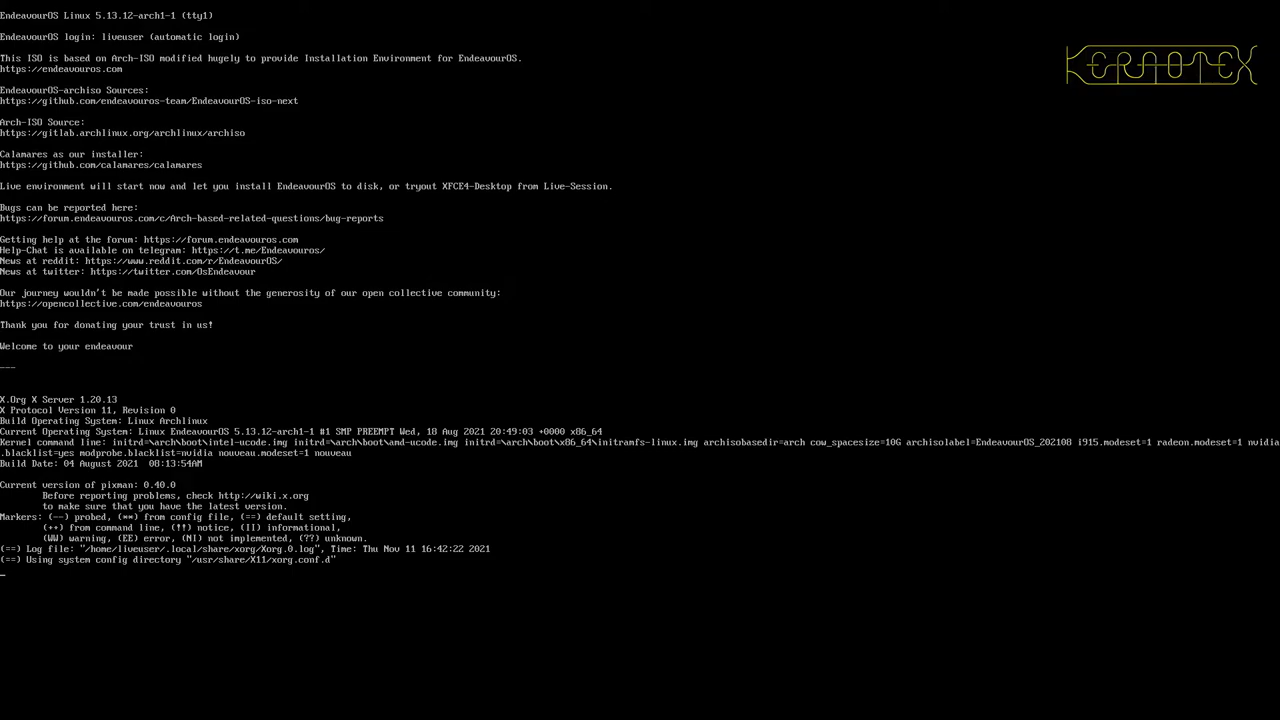 EndeavourOS Linux 5.13.12-arch1-1 (tty1)
EndeavourOS login: liveuser (automatic login)
This ISO is based on Arch-ISO modified hugely to provide Installation Environment for EndeavourOS.
https://endeavouros.com
EndeavourOS-archiso Sources:
https://github.com/endeavouros-team/EndeavourOS-iso-next
Arch-ISO Source:
https://gitlab.archlinux.org/archlinux/archiso
Calamares as our installer:
https://github.com/calamares/calamares
Live environment will start now and let you install EndeavourOS to disk, or tryout XFCE4-Desktop from Live-Session.
Bugs can be reported here:
https://forum.endeavouros.com/c/Arch-based-related-questions/bug-reports
Getting help at the forum: https://forum.endeavouros.com
Help-Chat is available on telegram: https://t.me/Endeavouros/
News at reddit: https://www.reddit.com/r/EndeavourOS/
News at twitter: https://twitter.com/OsEndeavour
Our journey wouldn't be made possible without the generosity of our open collective community:
https://opencollective.com/endeavouros
Thank you for donating your trust in us!
Welcome to your endeavour
---
X.Org X Server 1.20.13
X Protocol Version 11, Revision 0
Build Operating System: Linux Archlinux
Current Operating System: Linux EndeavourOS 5.13.12-arch1-1 #1 SMP PREEMPT Wed, 18 Aug 2021 20:49:03 +0000 x86_64
Kernel command line: initrd=\arch\boot\intel-ucode.img initrd=\arch\boot\amd-ucode.img initrd=\arch\boot\x86_64\initramfs-linux.img archisobasedir=arch cow_spacesize=10G archisolabel=EndeavourOS_202108 i915.modeset=1 radeon.modeset=1 nvidia
.blacklist=yes modprobe.blacklist=nvidia nouveau.modeset=1 nouveau
Build Date: 04 August 2021  08:13:54AM
Current version of pixman: 0.40.0
Before reporting problems, check http://wiki.x.org
to make sure that you have the latest version.
Markers: (--) probed, (**) from config file, (==) default setting,
(++) from command line, (!!) notice, (II) informational,
(WW) warning, (EE) error, (NI) not implemented, (??) unknown.
(==) Log file: "/home/liveuser/.local/share/xorg/Xorg.0.log", Time: Thu Nov 11 16:42:22 2021
(==) Using system config directory "/usr/share/X11/xorg.conf.d"